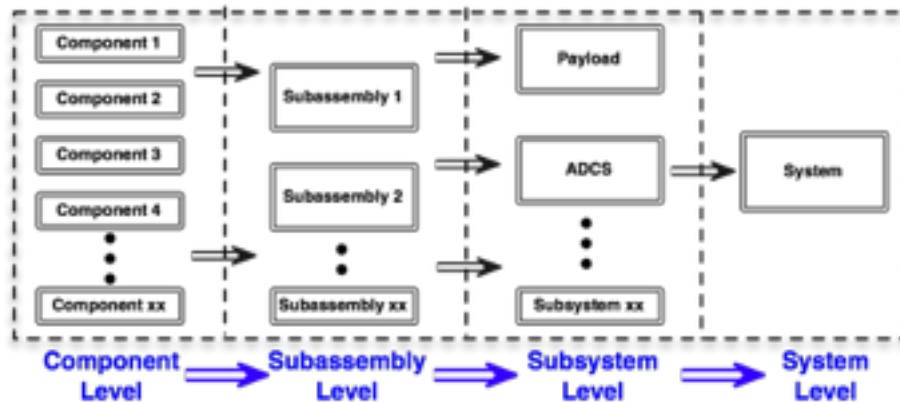 Component 1
Component 2
Component 3
Component 4
Component xx
Subassembly 1
Subassembly 2
Subassembly xx
Payload
ADCS
Subsystem xx
System
Component
Level
Subassembly
Level
Subsystem
Level
System
Level